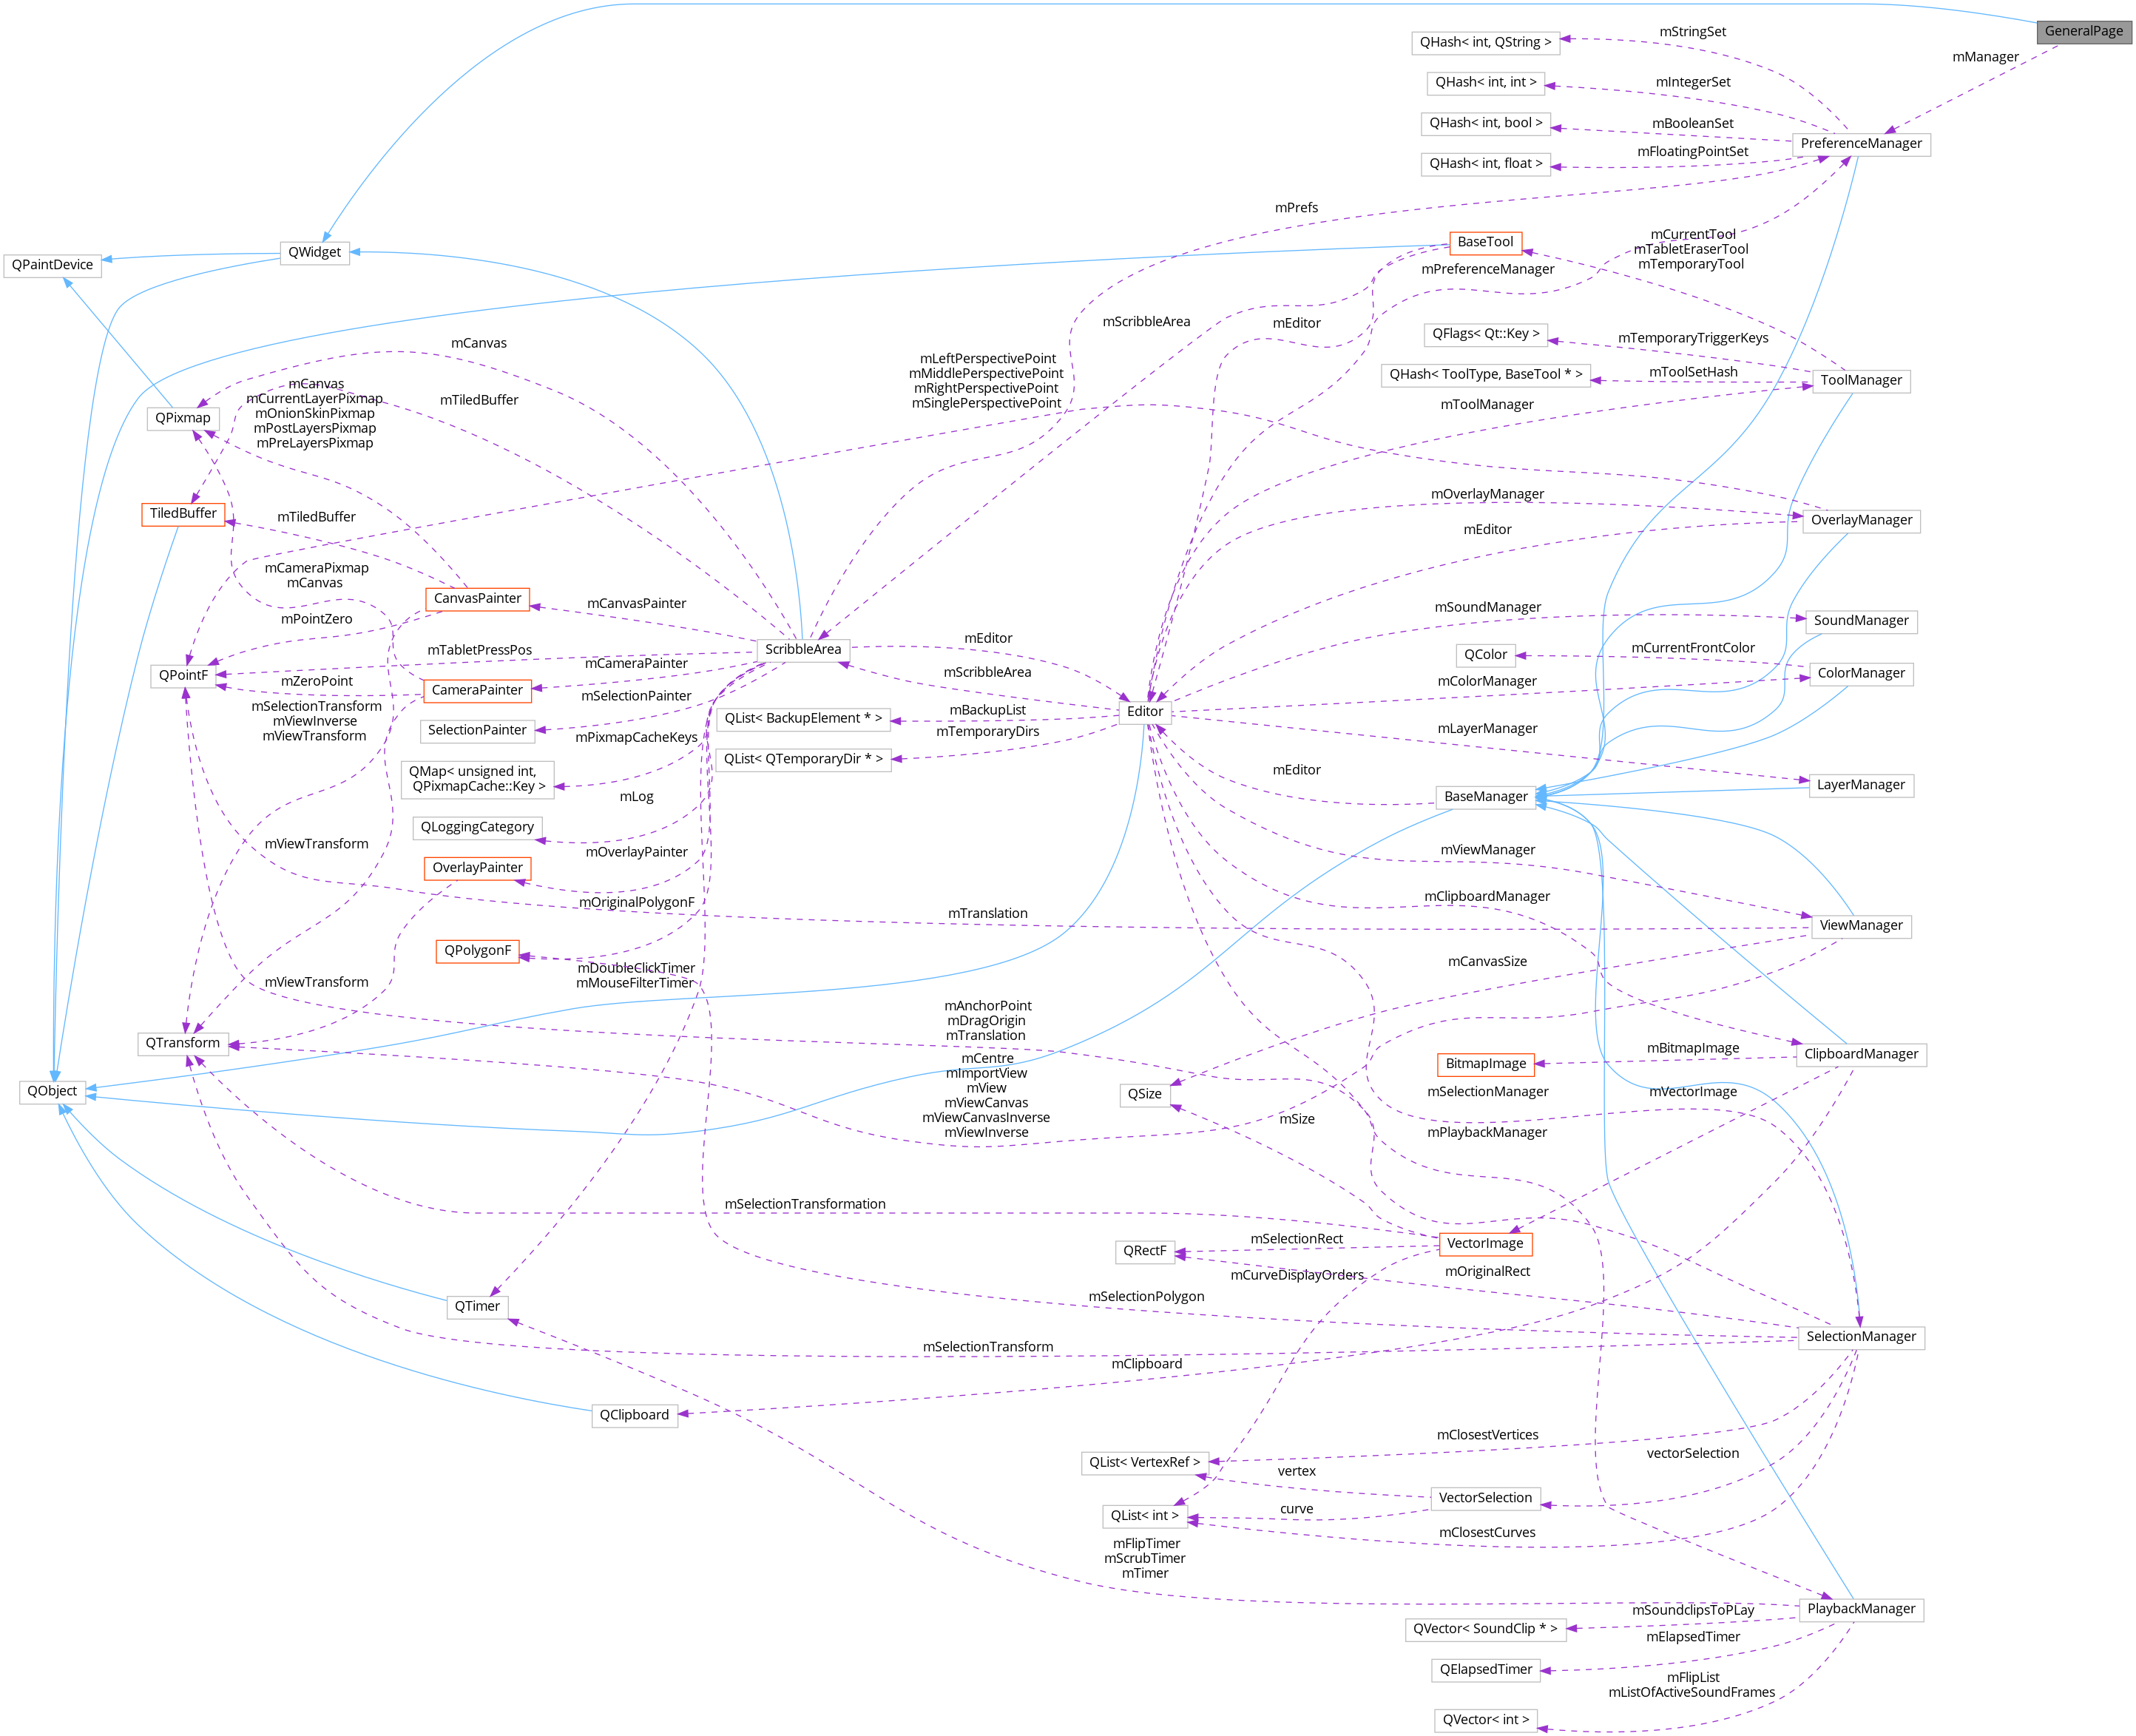 GeneralPage
mStringSet
QHash< int, QString >
mManager
mIntegerSet
QHash< int, int >
mBooleanSet
QHash< int, bool >
PreferenceManager
mFloatingPointSet
QHash< int, float >
mPrefs
mCurrentTool
mTabletEraserTool
mTemporaryTool
BaseTool
QWidget
QPaintDevice
mPreferenceManager
mScribbleArea
mEditor
mTemporaryTriggerKeys
QFlags< Qt::Key >
mCanvas
mLeftPerspectivePoint
mMiddlePerspectivePoint
mRightPerspectivePoint
mSinglePerspectivePoint
mToolSetHash
QHash< ToolType, BaseTool * >
ToolManager
mCanvas
mCurrentLayerPixmap
mOnionSkinPixmap
mPostLayersPixmap
mPreLayersPixmap
mTiledBuffer
mToolManager
QPixmap
mOverlayManager
TiledBuffer
mTiledBuffer
OverlayManager
mEditor
mCameraPixmap
mCanvas
CanvasPainter
mCanvasPainter
mSoundManager
SoundManager
mPointZero
mEditor
ScribbleArea
mTabletPressPos
mCameraPainter
mScribbleArea
mCurrentFrontColor
QColor
QPointF
mZeroPoint
CameraPainter
mColorManager
ColorManager
mSelectionPainter
mSelectionTransform
mViewInverse
mViewTransform
SelectionPainter
QList< BackupElement * >
mBackupList
Editor
mPixmapCacheKeys
mTemporaryDirs
QList< QTemporaryDir * >
mLayerManager
QMap< unsigned int,
QPixmapCache::Key >
mEditor
BaseManager
LayerManager
mLog
QLoggingCategory
mViewTransform
mOverlayPainter
mViewManager
OverlayPainter
mOriginalPolygonF
mTranslation
mClipboardManager
ViewManager
QPolygonF
mDoubleClickTimer
mMouseFilterTimer
mCanvasSize
mViewTransform
mAnchorPoint
mDragOrigin
mTranslation
QTransform
mBitmapImage
BitmapImage
ClipboardManager
mCentre
mImportView
mView
mViewCanvas
mViewCanvasInverse
mViewInverse
QObject
QSize
mSelectionManager
mVectorImage
mSize
mPlaybackManager
mSelectionTransformation
mSelectionRect
QRectF
VectorImage
mCurveDisplayOrders
mOriginalRect
mSelectionPolygon
QTimer
SelectionManager
mSelectionTransform
mClipboard
QClipboard
mClosestVertices
QList< VertexRef >
vectorSelection
vertex
VectorSelection
curve
QList< int >
mClosestCurves
mFlipTimer
mScrubTimer
mTimer
PlaybackManager
mSoundclipsToPLay
QVector< SoundClip * >
mElapsedTimer
QElapsedTimer
mFlipList
mListOfActiveSoundFrames
QVector< int >